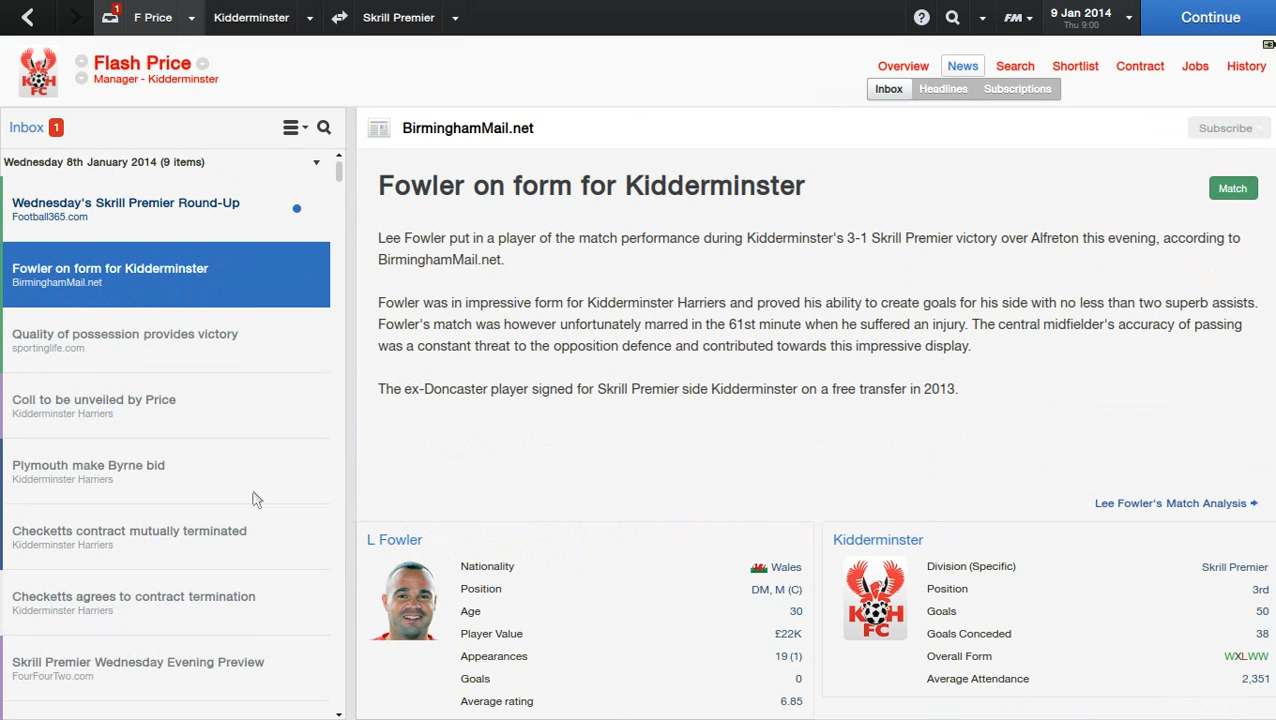 1
F Price
Kidderminster
Skrill Premier
FM
9 Jan 2014
Thu 9:00
Continue
Flash Price
Manager - Kidderminster
Overview
News
Search
Shortlist
Contract
Jobs
History
Inbox
Headlines
Subscriptions
Inbox 1
Wednesday 8th January 2014 (9 items)
Wednesday's Skrill Premier Round-Up
Football365.com
Fowler on form for Kidderminster
BirminghamMail.net
Quality of possession provides victory
sportinglife.com
Coll to be unveiled by Price
Kidderminster Harriers
Plymouth make Byrne bid
Kidderminster Harriers
Checketts contract mutually terminated
Kidderminster Harriers
Checketts agrees to contract termination
Kidderminster Harriers
Skrill Premier Wednesday Evening Preview
FourFourTwo.com
BirminghamMail.net
Subscribe
Fowler on form for Kidderminster
Match
Lee Fowler put in a player of the match performance during Kidderminster's 3-1 Skrill Premier victory over Alfreton this evening, according to
BirminghamMail.net.
Fowler was in impressive form for Kidderminster Harriers and proved his ability to create goals for his side with no less than two superb assists.
Fowler's match was however unfortunately marred in the 61st minute when he suffered an injury. The central midfielder's accuracy of passing
was a constant threat to the opposition defence and contributed towards this impressive display.
The ex-Doncaster player signed for Skrill Premier side Kidderminster on a free transfer in 2013.
Lee Fowler's Match Analysis
L Fowler
Nationality Wales
Position DM, M (C)
Age 30
Player Value £22K
Appearances 19 (1)
Goals 0
Average rating 6.85
Kidderminster
KH
FC
Division (Specific) Skrill Premier
Position 3rd
Goals 50
Goals Conceded 38
Overall Form WXLWW
Average Attendance 2,351